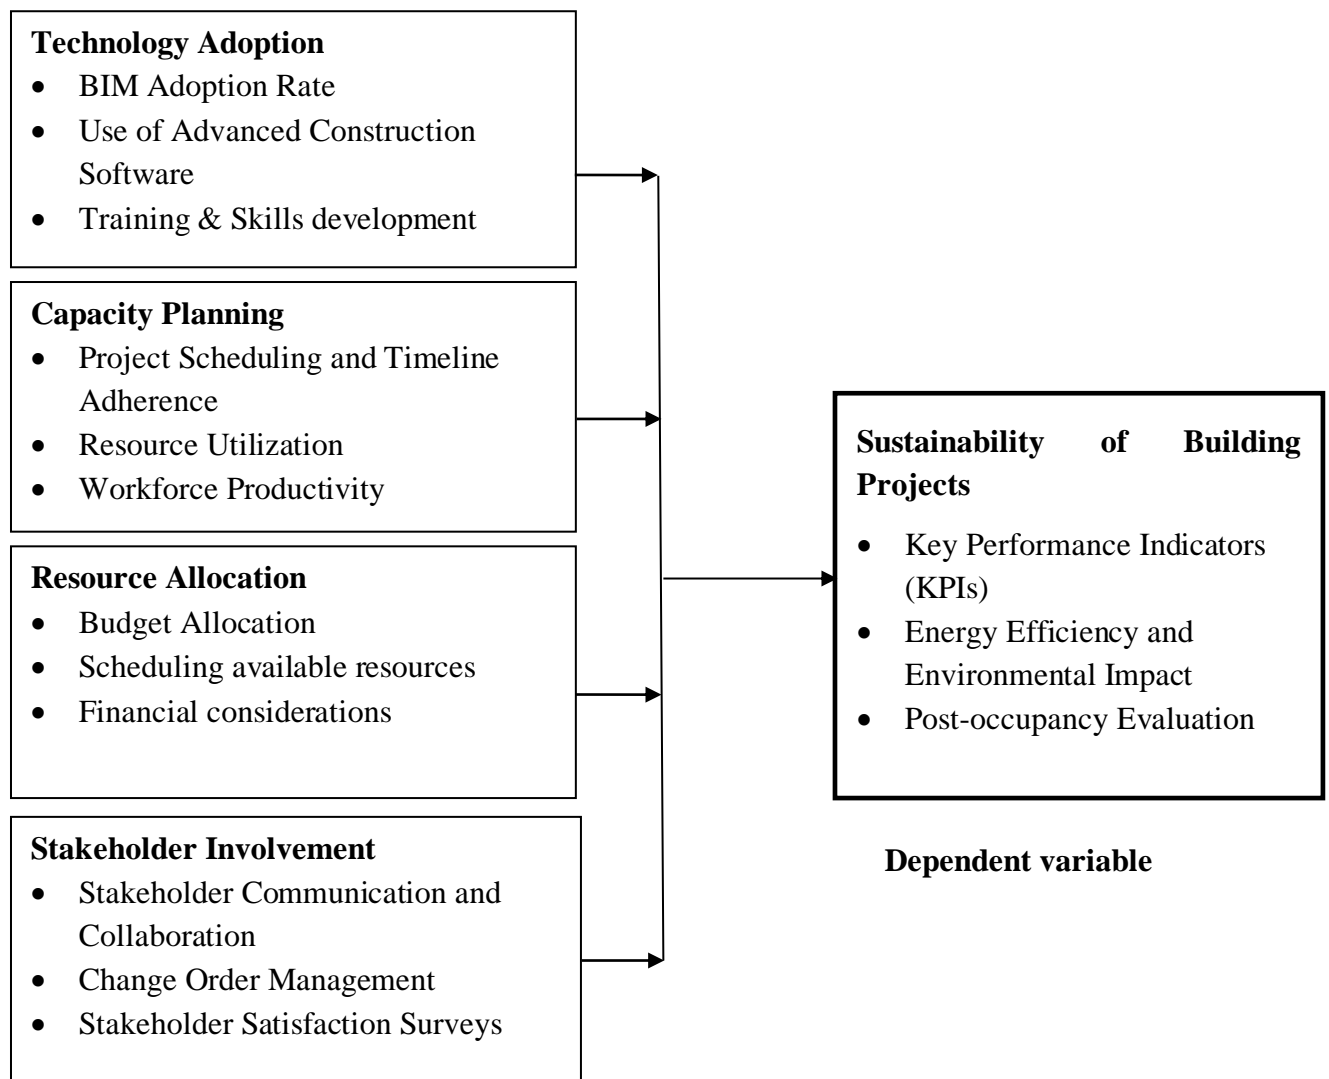 Technology Adoption
• BIM Adoption Rate
• Use of Advanced Construction
Software
• Training & Skills development
Capacity Planning
• Project Scheduling and Timeline
Adherence
• Resource Utilization
• Workforce Productivity
Resource Allocation
• Budget Allocation
• Scheduling available resources
• Financial considerations
Stakeholder Involvement
• Stakeholder Communication and
Collaboration
• Change Order Management
• Stakeholder Satisfaction Surveys
Sustainability of Building
Projects
• Key Performance Indicators
(KPIs)
• Energy Efficiency and
Environmental Impact
• Post-occupancy Evaluation
Dependent variable